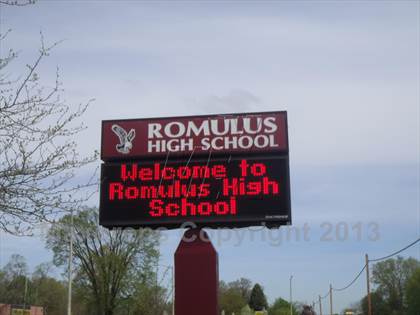 ROMULUS
HIGH SCHOOL
Welcome to
Romulus High
School
Copyright 2013